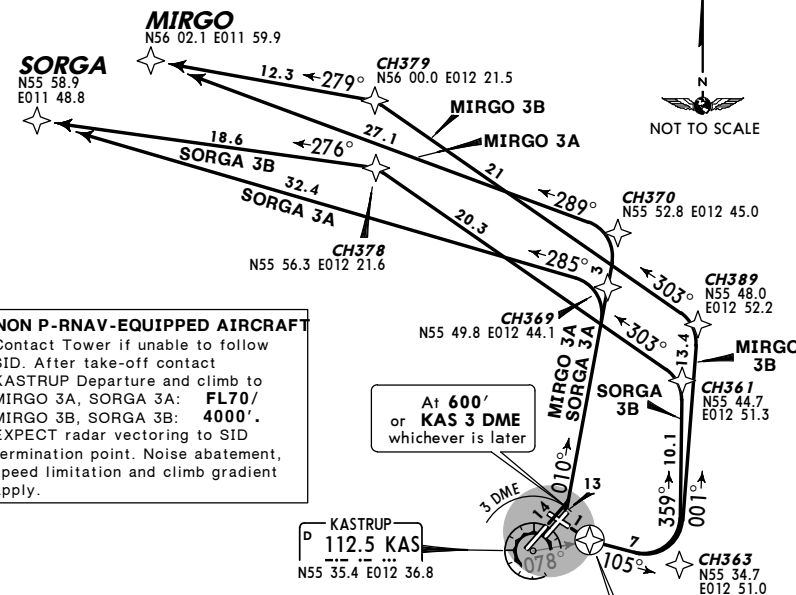 MIRGO
N56 02.1 E011 59.9
SORGA
N55 58.9
E011 48.8
CH379
N56 00.0 E012 21.5
12.3
279°
MIRGO 3B
N
NOT TO SCALE
27.1
MIRGO 3A
18.6
276°
SORGA 3B
21
32.4
SORGA 3A
20.3
289°
CH370
N55 52.8 E012 45.0
CH378
N55 56.3 E012 21.6
285°
3
CH389
N55 48.0
E012 52.2
303°
CH369
N55 49.8 E012 44.1
303°
13.4
MIRGO
3B
NON P-RNAV-EQUIPPED AIRCRAFT
Contact Tower if unable to follow
SID. After take-off contact
KASTRUP Departure and climb to
MIRGO 3A, SORGA 3A: FL70/
MIRGO 3B, SORGA 3B: 4000'.
EXPECT radar vectoring to SID
termination point. Noise abatement,
speed limitation and climb gradient
apply.
MIRGO 3A
SORGA 3A
SORGA
3B
CH361
N55 44.7
E012 51.3
At 600'
or KAS 3 DME
whichever is later
10.1
010°
359°
001°
3 DME
13
14
1
KASTRUP
D 112.5 KAS
N55 35.4 E012 36.8
078°
7
105°
CH363
N55 34.7
E012 51.0